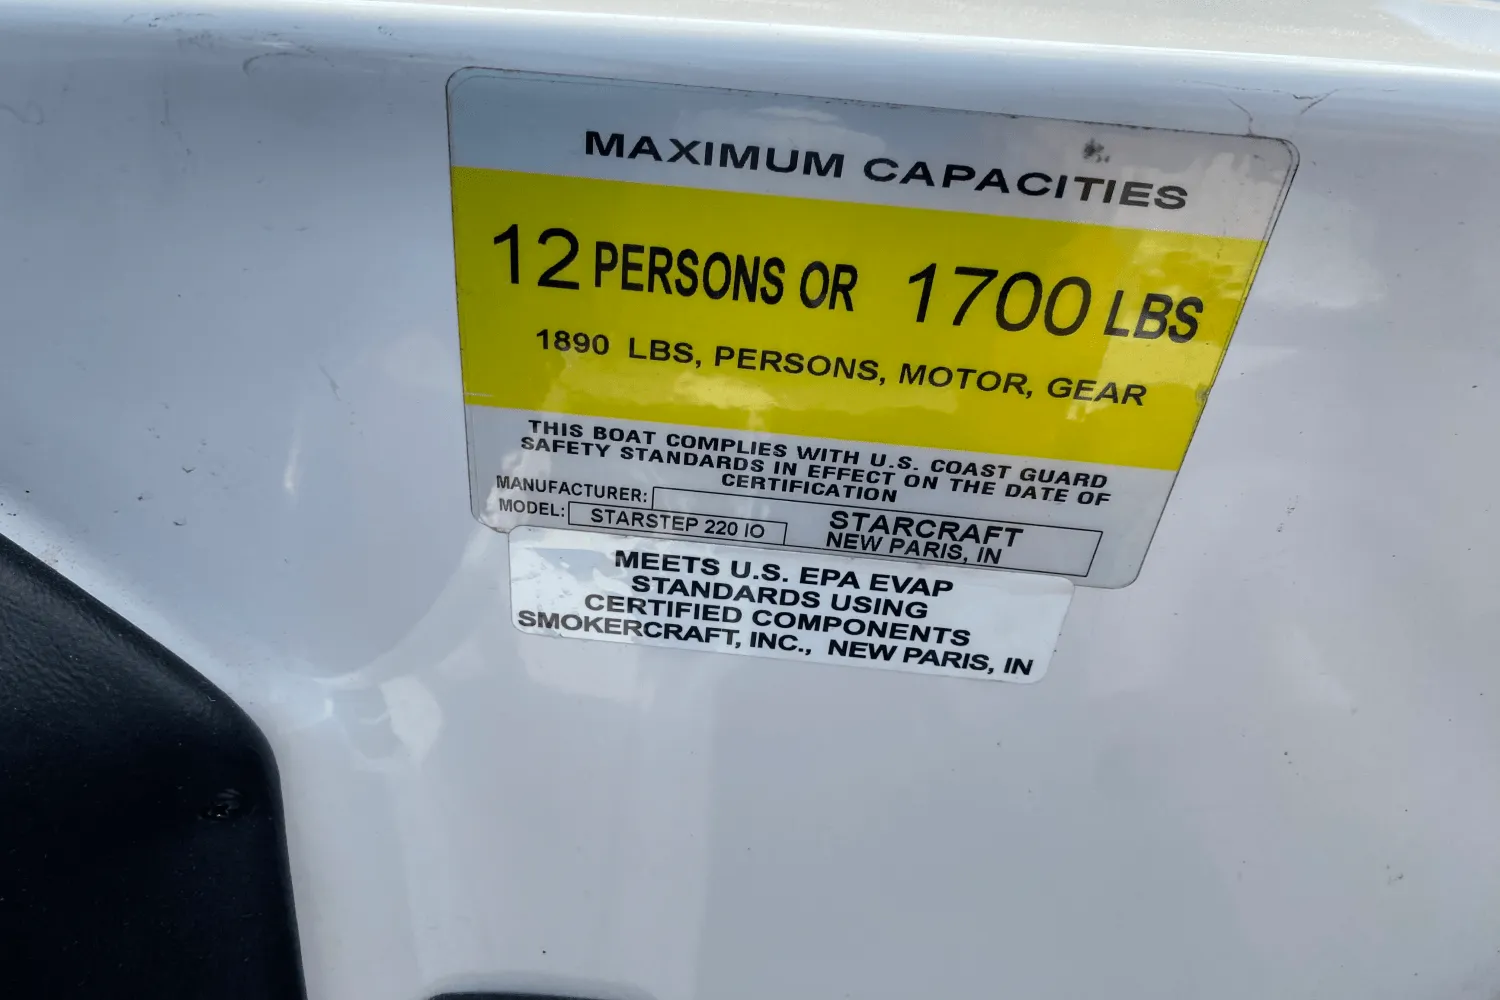 MAXIMUM CAPACITIES
12 PERSONS OR 1700 LBS
1890 LBS, PERSONS, MOTOR, GEAR
THIS BOAT COMPLIES WITH U.S. COAST GUARD
SAFETY STANDARDS IN EFFECT ON THE DATE OF
CERTIFICATION
MANUFACTURER: STARCRAFT
MODEL: STARSTEP 220 IO NEW PARIS, IN
MEETS U.S. EPA EVAP
STANDARDS USING
CERTIFIED COMPONENTS
SMOKERCRAFT, INC., NEW PARIS, IN